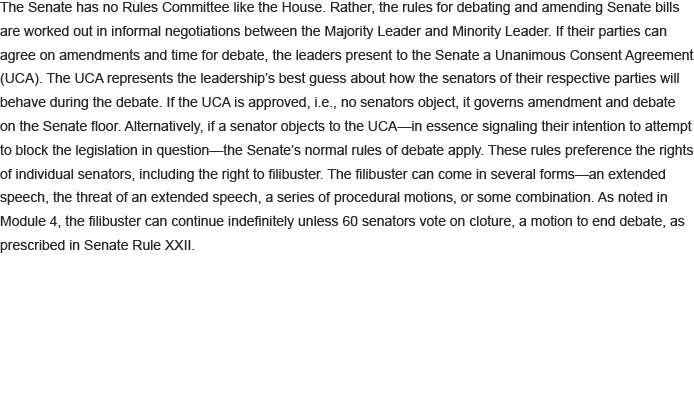 The Senate has no Rules Committee like the House. Rather, the rules for debating and amending Senate bills
are worked out in informal negotiations between the Majority Leader and Minority Leader. If their parties can
agree on amendments and time for debate, the leaders present to the Senate a Unanimous Consent Agreement
(UCA). The UCA represents the leadership’s best guess about how the senators of their respective parties will
behave during the debate. If the UCA is approved, i.e., no senators object, it governs amendment and debate
on the Senate floor. Alternatively, if a senator objects to the UCA—in essence signaling their intention to attempt
to block the legislation in question—the Senate’s normal rules of debate apply. These rules preference the rights
of individual senators, including the right to filibuster. The filibuster can come in several forms—an extended
speech, the threat of an extended speech, a series of procedural motions, or some combination. As noted in
Module 4, the filibuster can continue indefinitely unless 60 senators vote on cloture, a motion to end debate, as
prescribed in Senate Rule XXII.